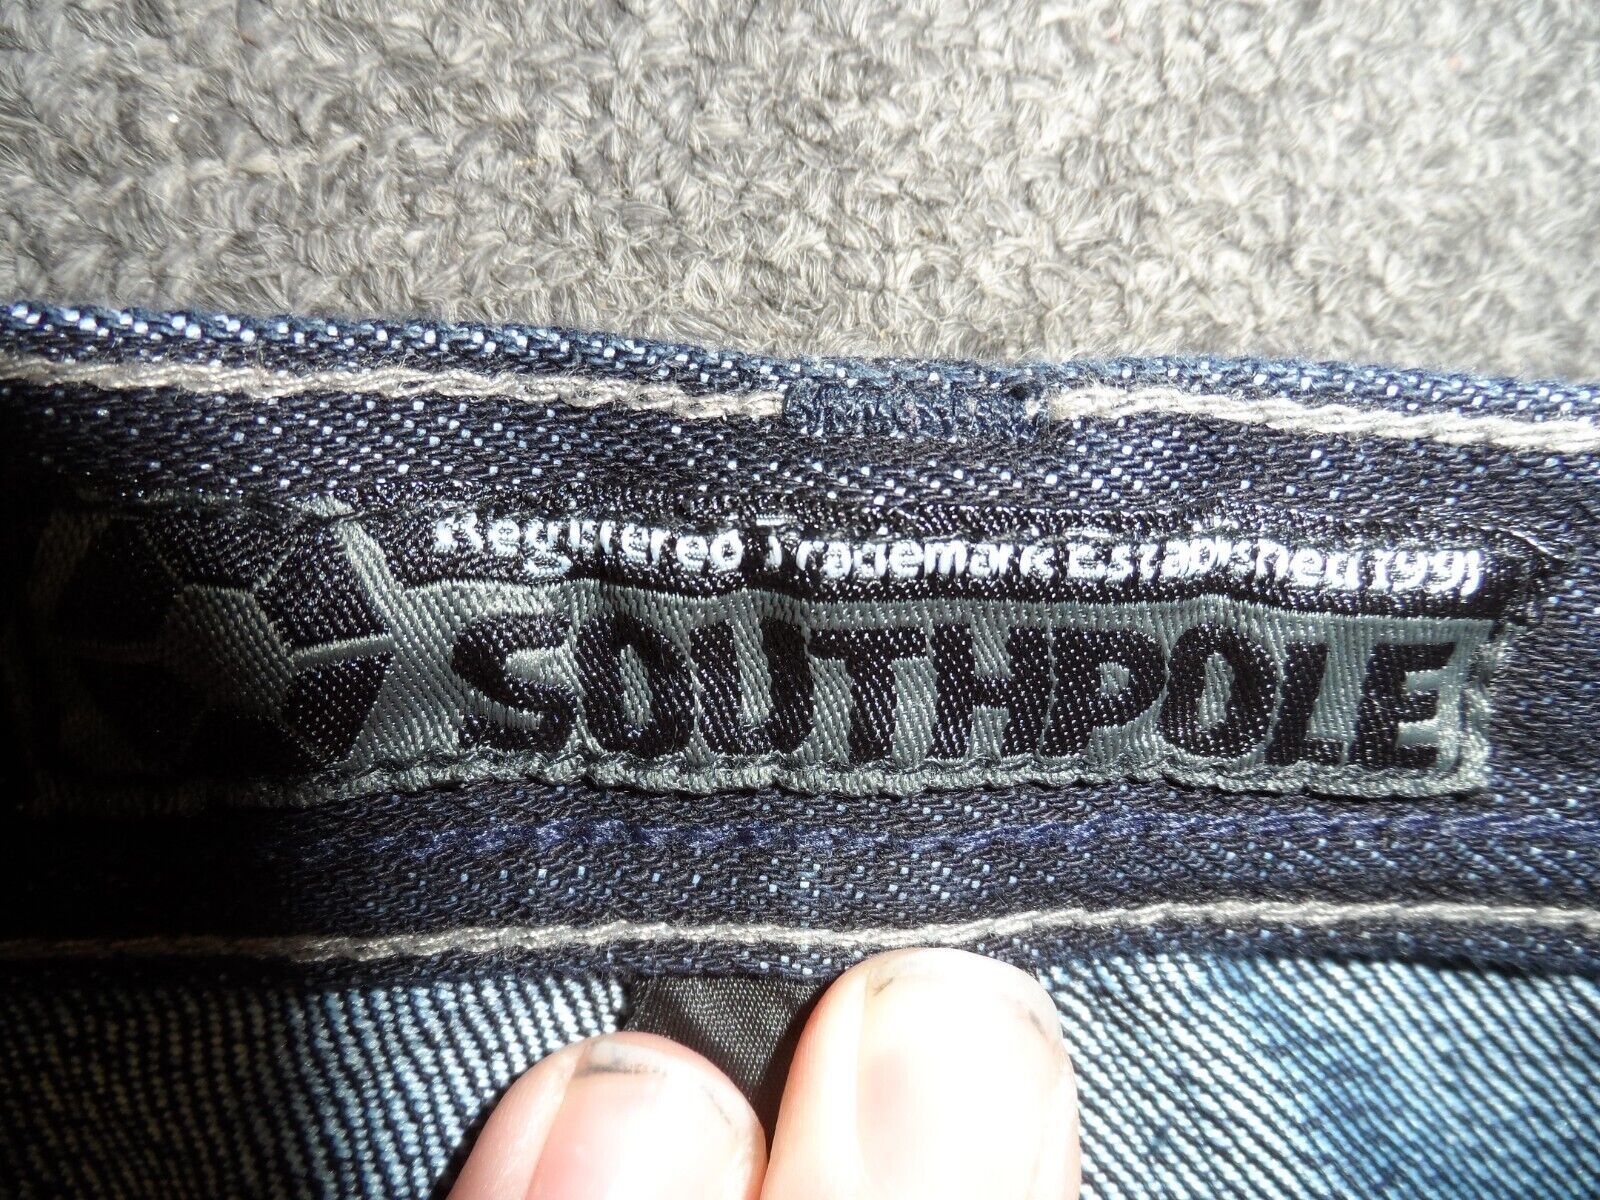 Registered Trademark Established 1991
SOUTHPOLE